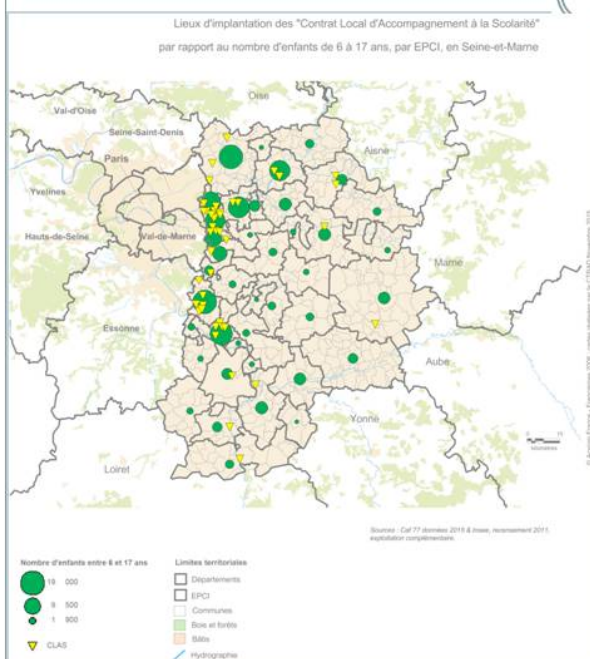 Lieux d'implantation des "Contrat Local d'Accompagnement à la Scolarité"
par rapport au nombre d'enfants de 6 à 17 ans, par EPCI, en Seine-et-Marne
Oise
Val-d'Oise
Seine-Saint-Denis
Aisne
Paris
Yvelines
Hauts-de-Seine
Val-de-Marne
Marne
Essonne
Aube
Yonne
Loiret
0 15
kilomètres
Sources : Caf 77 données 2015 & Insee, recensement 2011,
exploitation complémentaire.
Nombre d'enfants entre 6 et 17 ans
19 000
9 500
1 900
CLAS
Limites territoriales
Départements
EPCI
Communes
Bois et forêts
Bâtis
Hydrographie